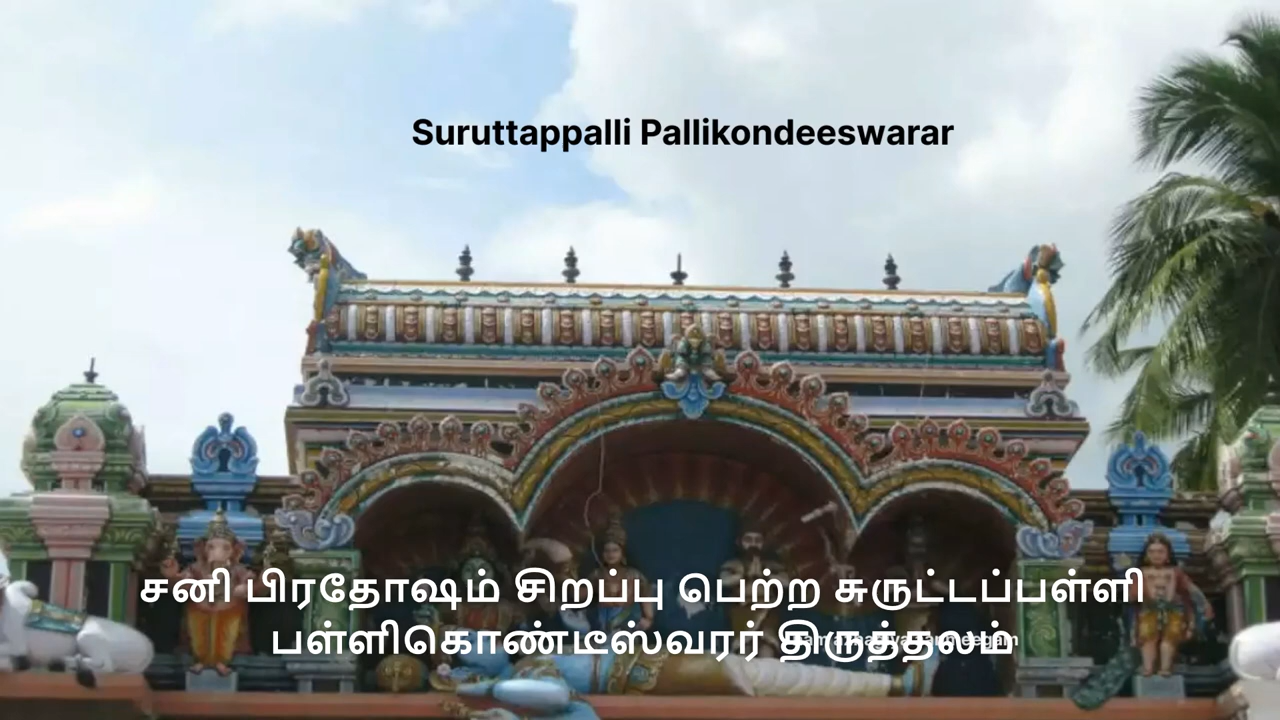 Suruttappalli Pallikondeeswarar
சனி பிரதோஷம் சிறப்பு பெற்ற சுருட்டப்பள்ளி
பள்ளிகொண்டீஸ்வரர் திருத்தலம்